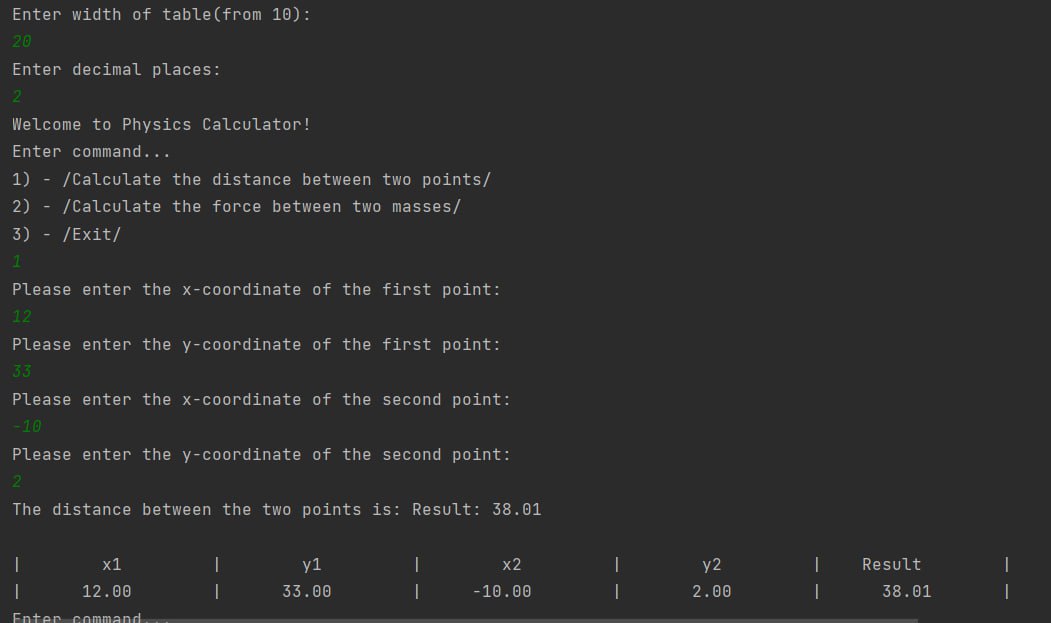 Enter width of table(from 10):
20
Enter decimal places:
2
Welcome to Physics Calculator!
Enter command...
1) - /Calculate the distance between two points/
2) - /Calculate the force between two masses/
3) - /Exit/
1
Please enter the x-coordinate of the first point:
12
Please enter the y-coordinate of the first point:
33
Please enter the x-coordinate of the second point:
-10
Please enter the y-coordinate of the second point:
2
The distance between the two points is: Result: 38.01
|        x1         |        y1         |        x2         |        y2         |    Result        |
|      12.00        |      33.00        |     -10.00        |       2.00        |      38.01       |
Enter command...